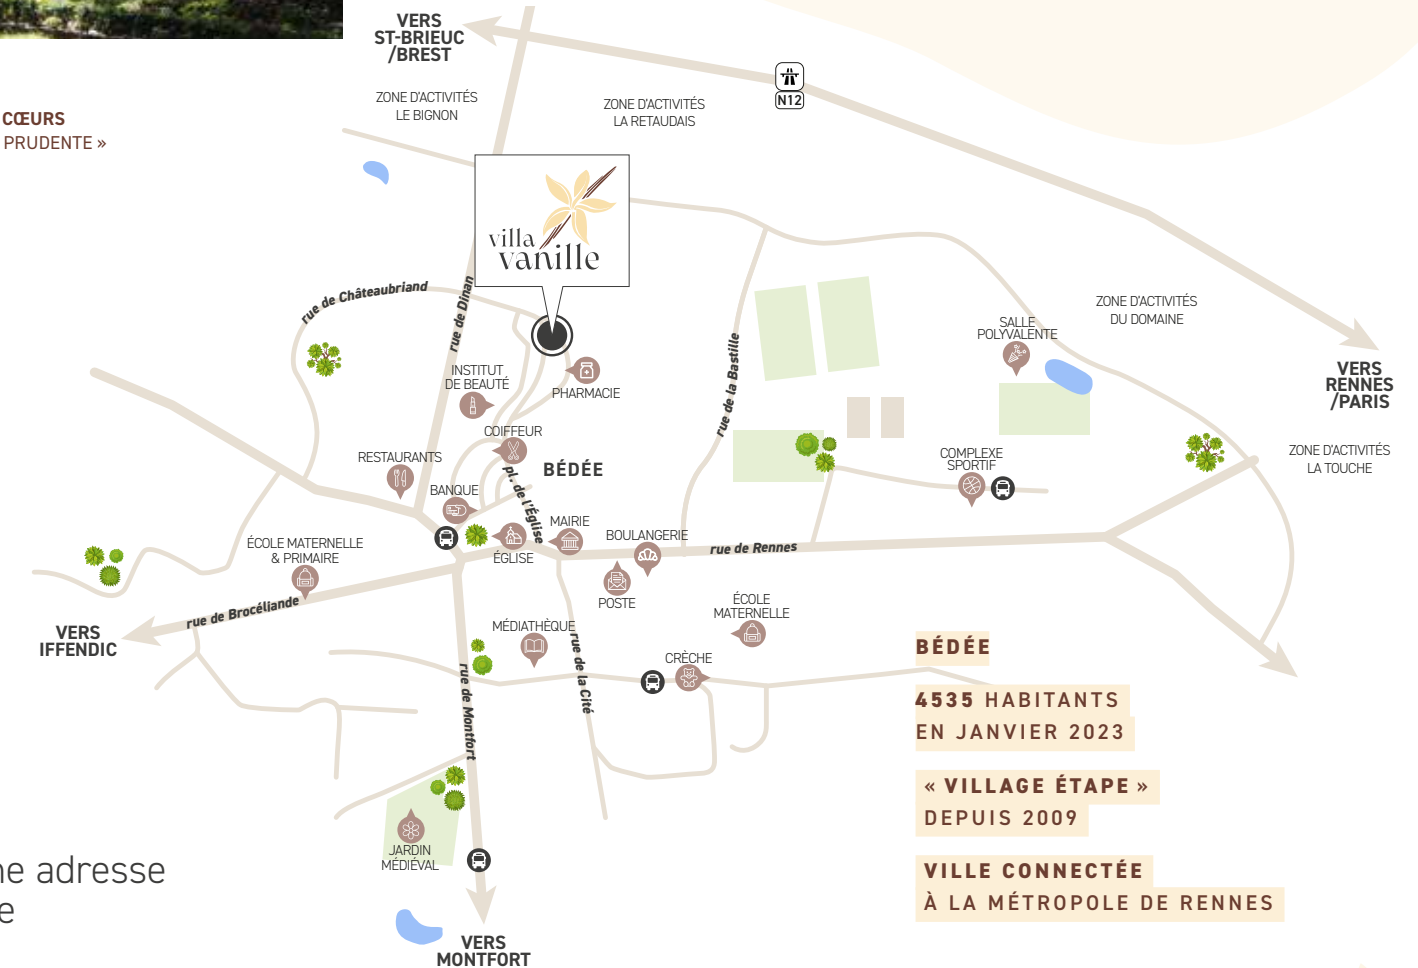 VERS
ST-BRIEUC
/BREST
ZONE D'ACTIVITÉS
LE BIGNON
ZONE D'ACTIVITÉS
LA RETAUDAIS
N12
CŒURS
PRUDENTE »
villa
vanille
rue de Châteaubriand
rue de Dinan
ZONE D'ACTIVITÉS
DU DOMAINE
SALLE
POLYVALENTE
rue de la Bastille
VERS
RENNES
/PARIS
INSTITUT
DE BEAUTÉ
PHARMACIE
COIFFEUR
RESTAURANTS
BÉDÉE
pl. de l'Église
BANQUE
COMPLEXE
SPORTIF
ZONE D'ACTIVITÉS
LA TOUCHE
MAIRIE
BOULANGERIE
ÉCOLE MATERNELLE
& PRIMAIRE
ÉGLISE
rue de Rennes
POSTE
rue de Brocéliande
ÉCOLE
MATERNELLE
VERS
IFFENDIC
MÉDIATHÈQUE
rue de la Cité
CRÈCHE
rue de Montfort
BÉDÉE
4535 HABITANTS
EN JANVIER 2023
« VILLAGE ÉTAPE »
DEPUIS 2009
VILLE CONNECTÉE
À LA MÉTROPOLE DE RENNES
JARDIN
MÉDIÉVAL
ne adresse
e
VERS
MONTFORT